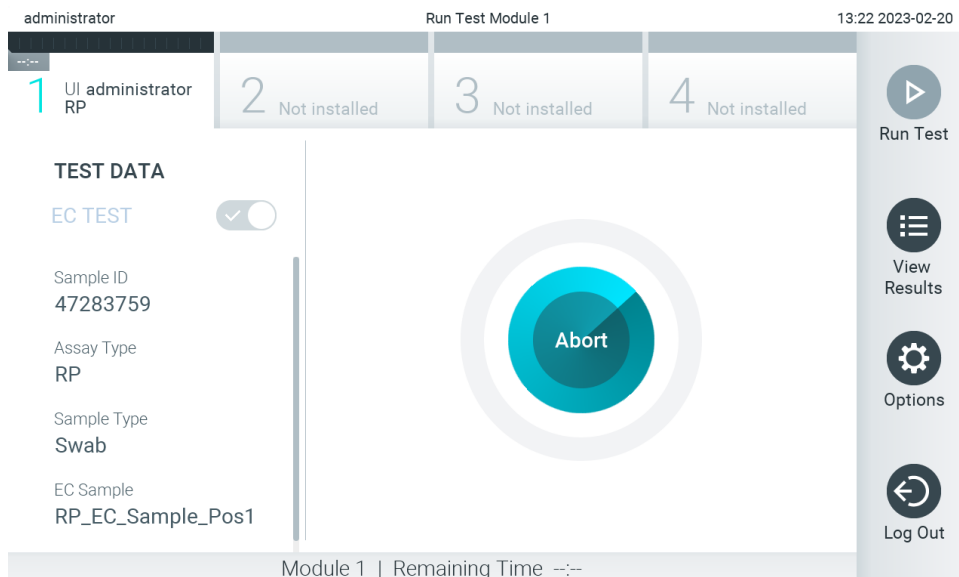 administrator
Run Test Module 1
13:22 2023-02-20
--:--
1 UI administrator
RP
2 Not installed
3 Not installed
4 Not installed
Run Test
TEST DATA
EC TEST
Sample ID
47283759
Assay Type
RP
Sample Type
Swab
EC Sample
RP_EC_Sample_Pos1
Abort
View
Results
Options
Log Out
Module 1 | Remaining Time --:--